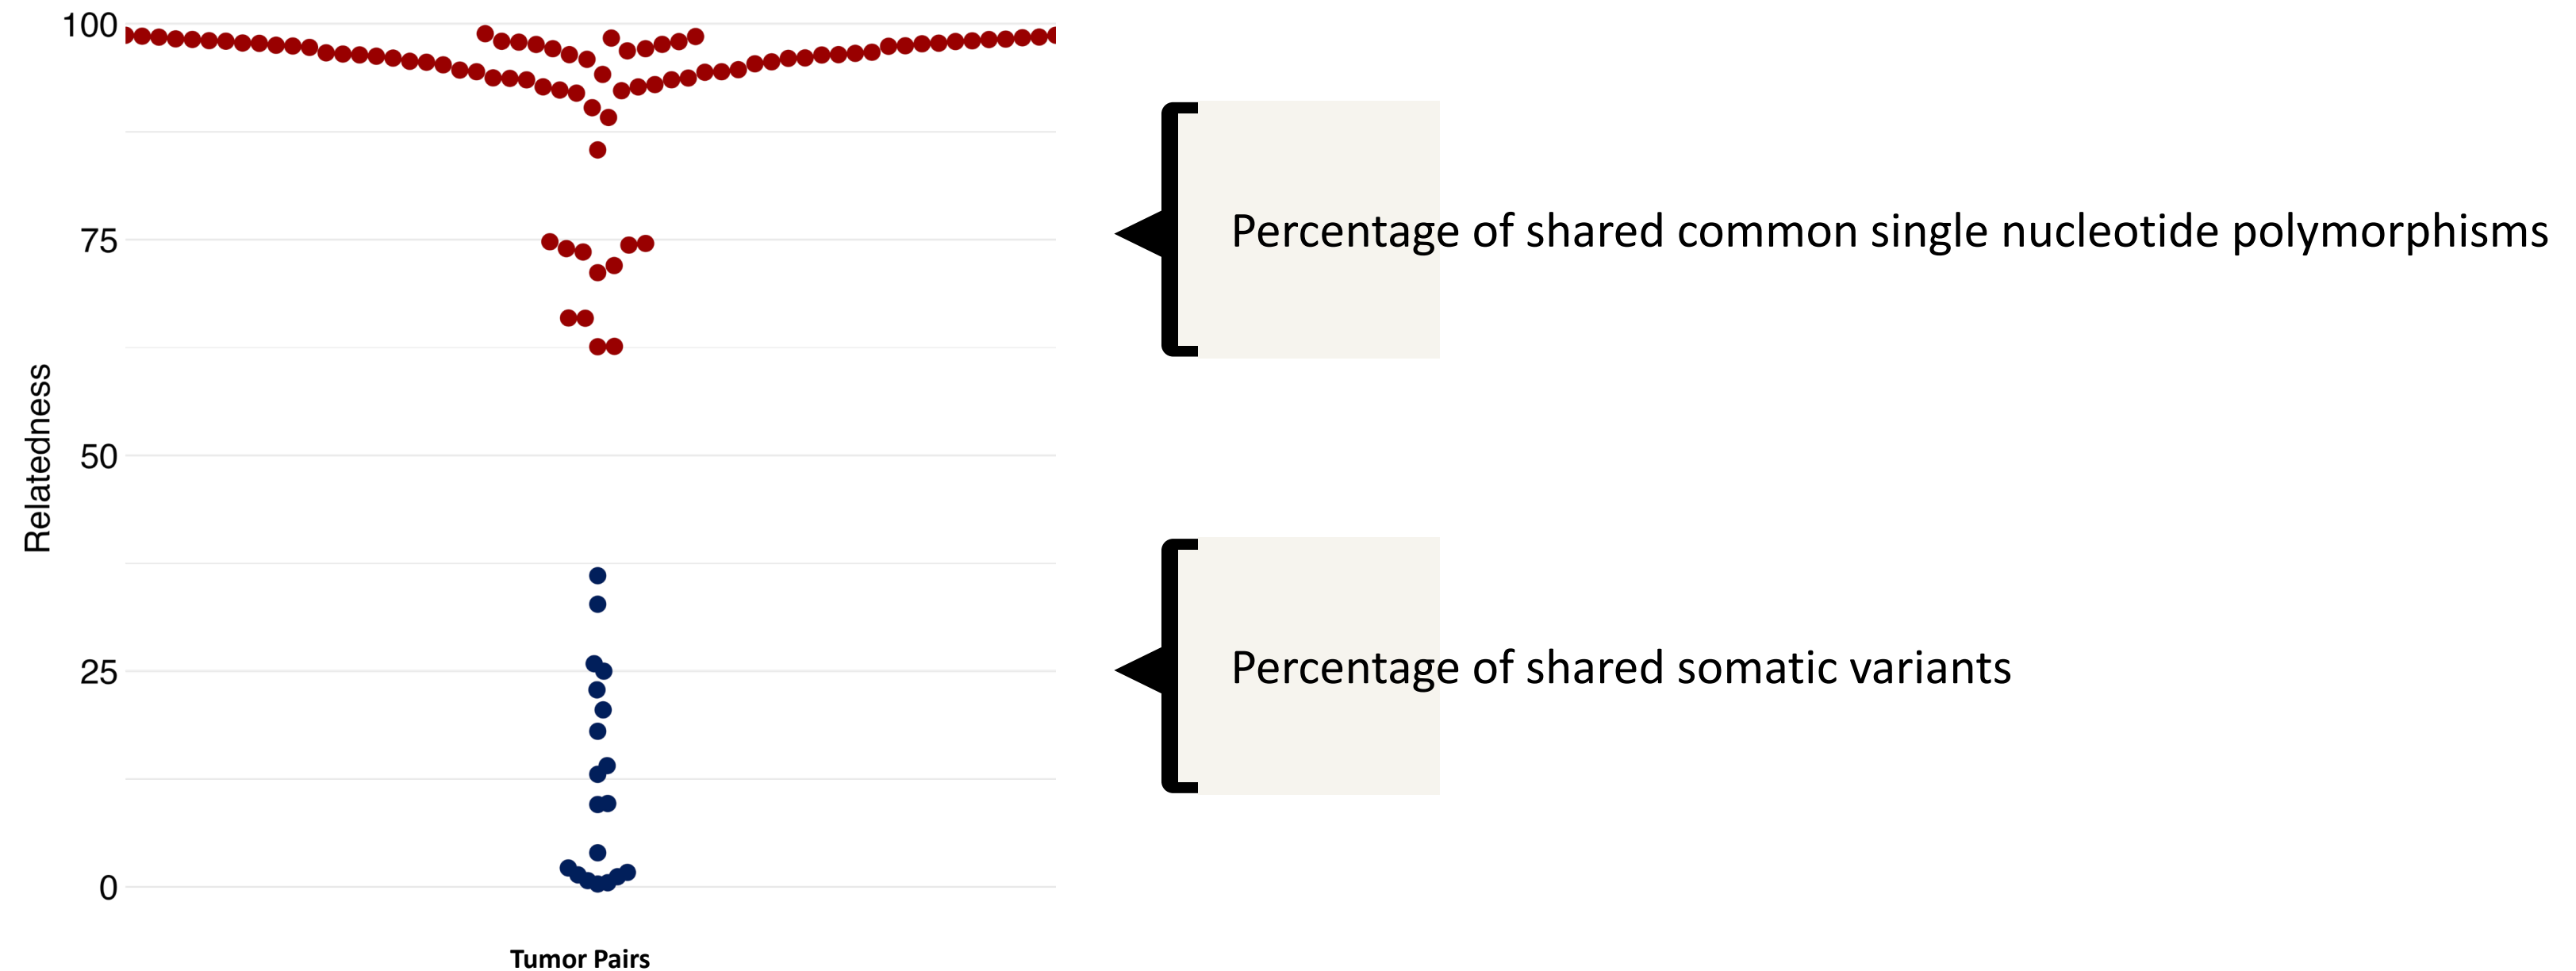 100
75
50
25
0
Relatedness
Tumor Pairs
Percentage of shared common single nucleotide polymorphisms
Percentage of shared somatic variants